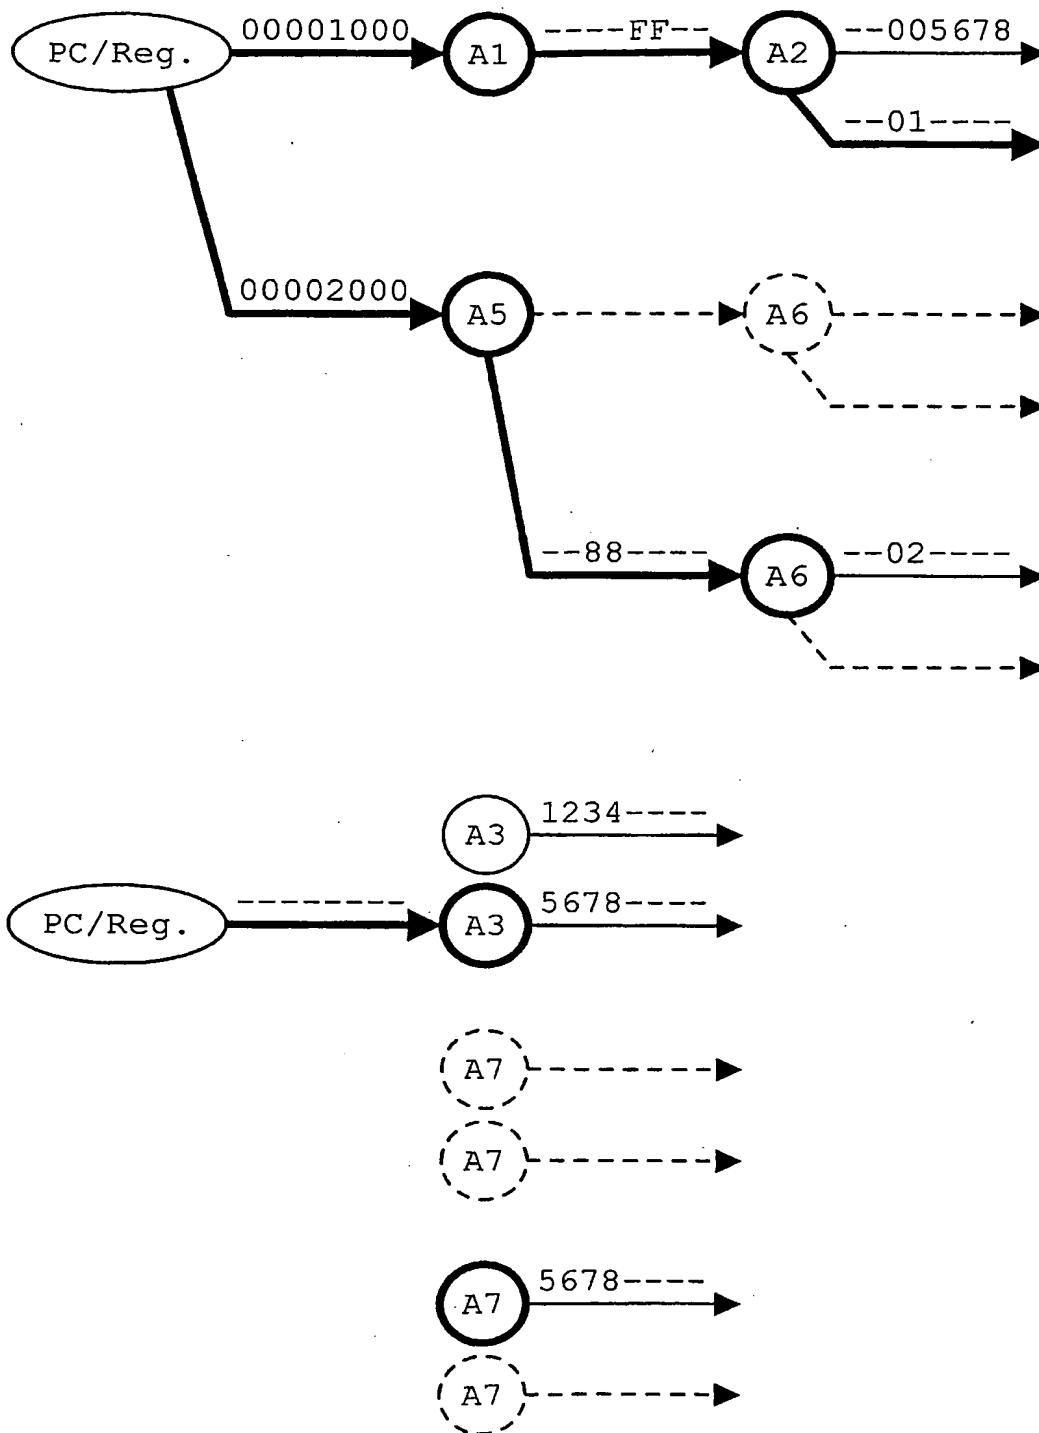 PC/Reg. 00001000 A1 ----FF-- A2 --005678
--01----
00002000 A5 A6
--88---- A6 --02----
A3 1234----
PC/Reg. -------- A3 5678----
A7
A7
A7 5678----
A7